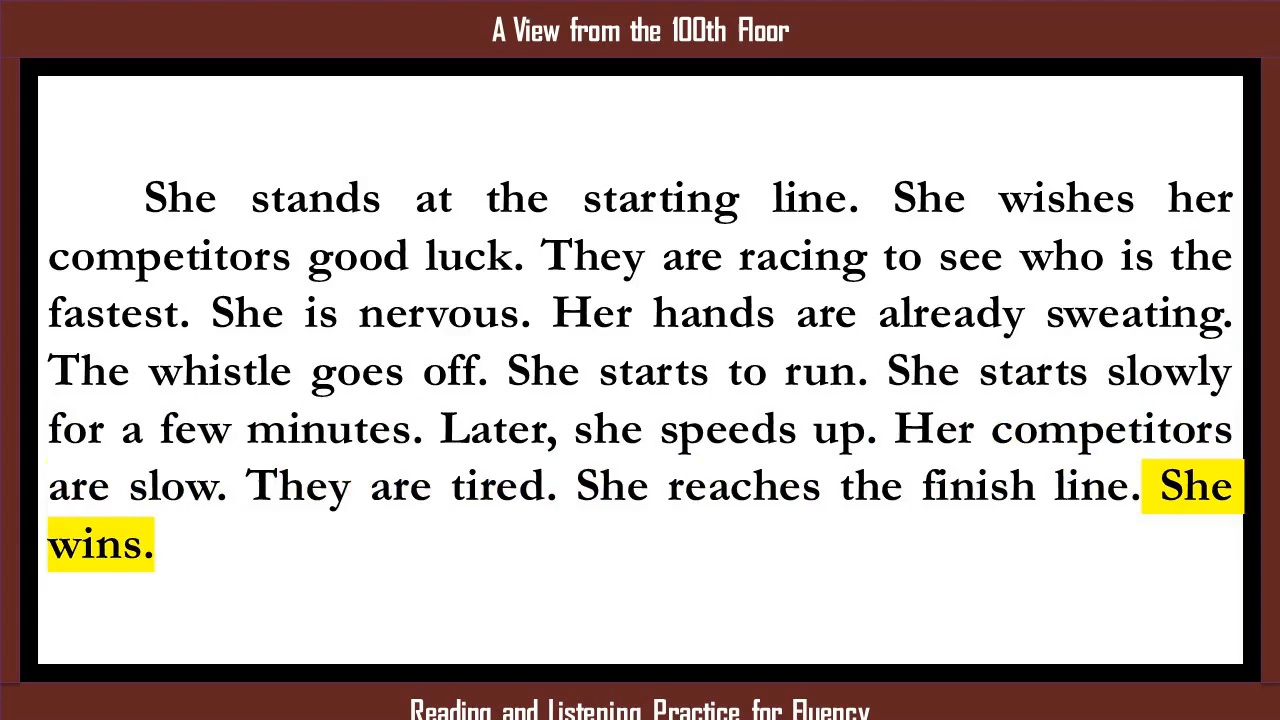 A View from the 100th Floor
She stands at the starting line. She wishes her
competitors good luck. They are racing to see who is the
fastest. She is nervous. Her hands are already sweating.
The whistle goes off. She starts to run. She starts slowly
for a few minutes. Later, she speeds up. Her competitors
are slow. They are tired. She reaches the finish line. She
wins.
Reading and Listening Practice for Fluency